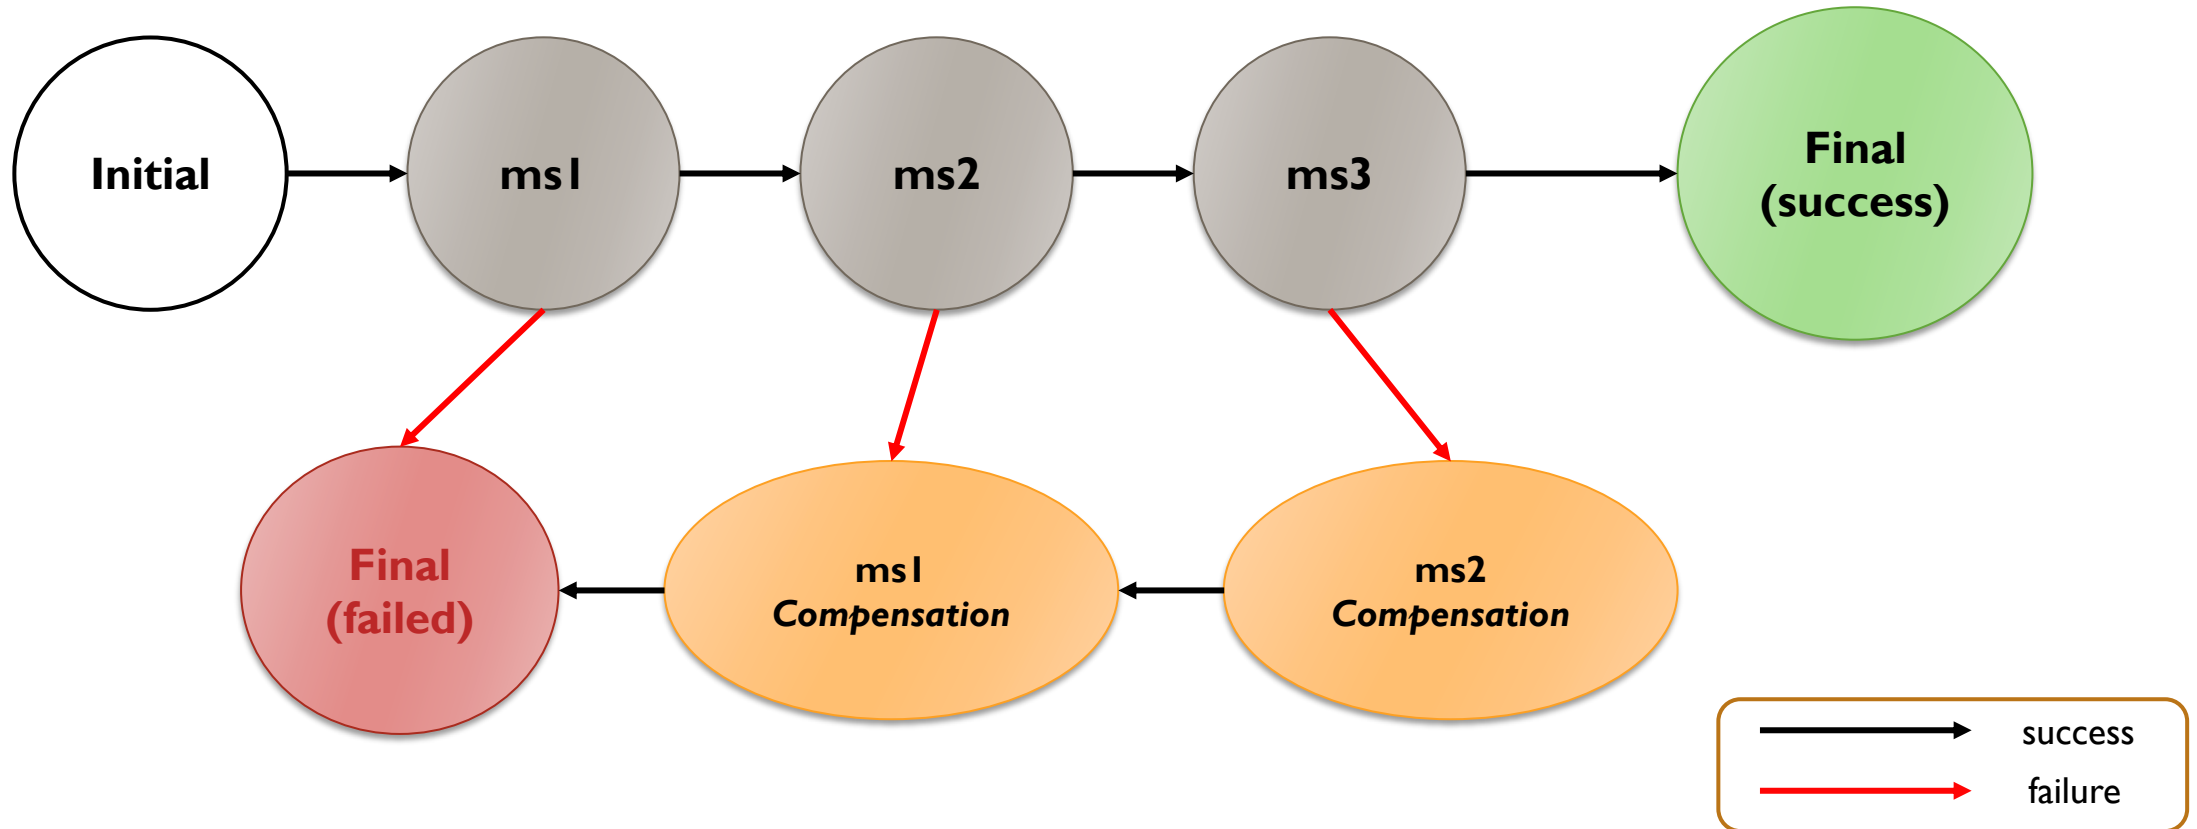 Initial
ms1
ms2
ms3
Final
(success)
Final
(failed)
ms1
Compensation
ms2
Compensation
success
failure